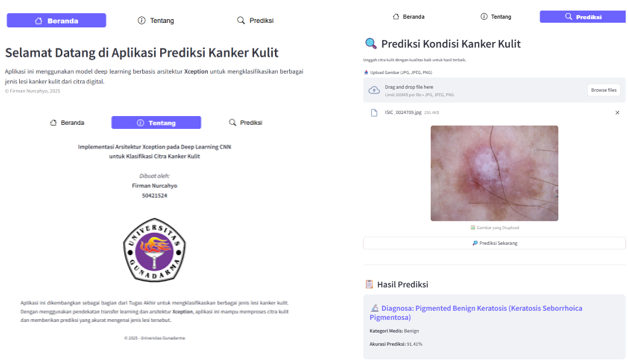 Beranda
Tentang
Prediksi
Selamat Datang di Aplikasi Prediksi Kanker Kulit
Aplikasi ini menggunakan model deep learning berbasis arsitektur Xception untuk mengklasifikasikan berbagai
jenis lesi kanker kulit dari citra digital.
© Firman Nurcahyo, 2025
Beranda
Tentang
Prediksi
Implementasi Arsitektur Xception pada Deep Learning CNN
untuk Klasifikasi Citra Kanker Kulit
Dibuat oleh:
Firman Nurcahyo
50421524
UNIVERSITAS
GUNADARMA
Aplikasi ini dikembangkan sebagai bagian dari Tugas Akhir untuk mengklasifikasikan berbagai jenis lesi kanker kulit.
Dengan menggunakan pendekatan transfer learning dan arsitektur Xception, aplikasi ini mampu memproses citra kulit
dan memberikan prediksi yang akurat mengenai jenis lesi tersebut.
© 2025 - Universitas Gunadarma
Beranda
Tentang
Prediksi
Prediksi Kondisi Kanker Kulit
Unggah citra kulit dengan kualitas baik untuk hasil terbaik.
Upload Gambar (JPG, JPEG, PNG)
Drag and drop file here
Limit 200MB per file • JPG, JPEG, PNG
Browse files
ISIC_0024709.jpg
Gambar yang Diupload
Prediksi Sekarang
Hasil Prediksi
Diagnosa: Pigmented Benign Keratosis (Keratosis Seborrhoica
Pigmentosa)
Kategori Medis: Benign
Akurasi Prediksi: 91.41%